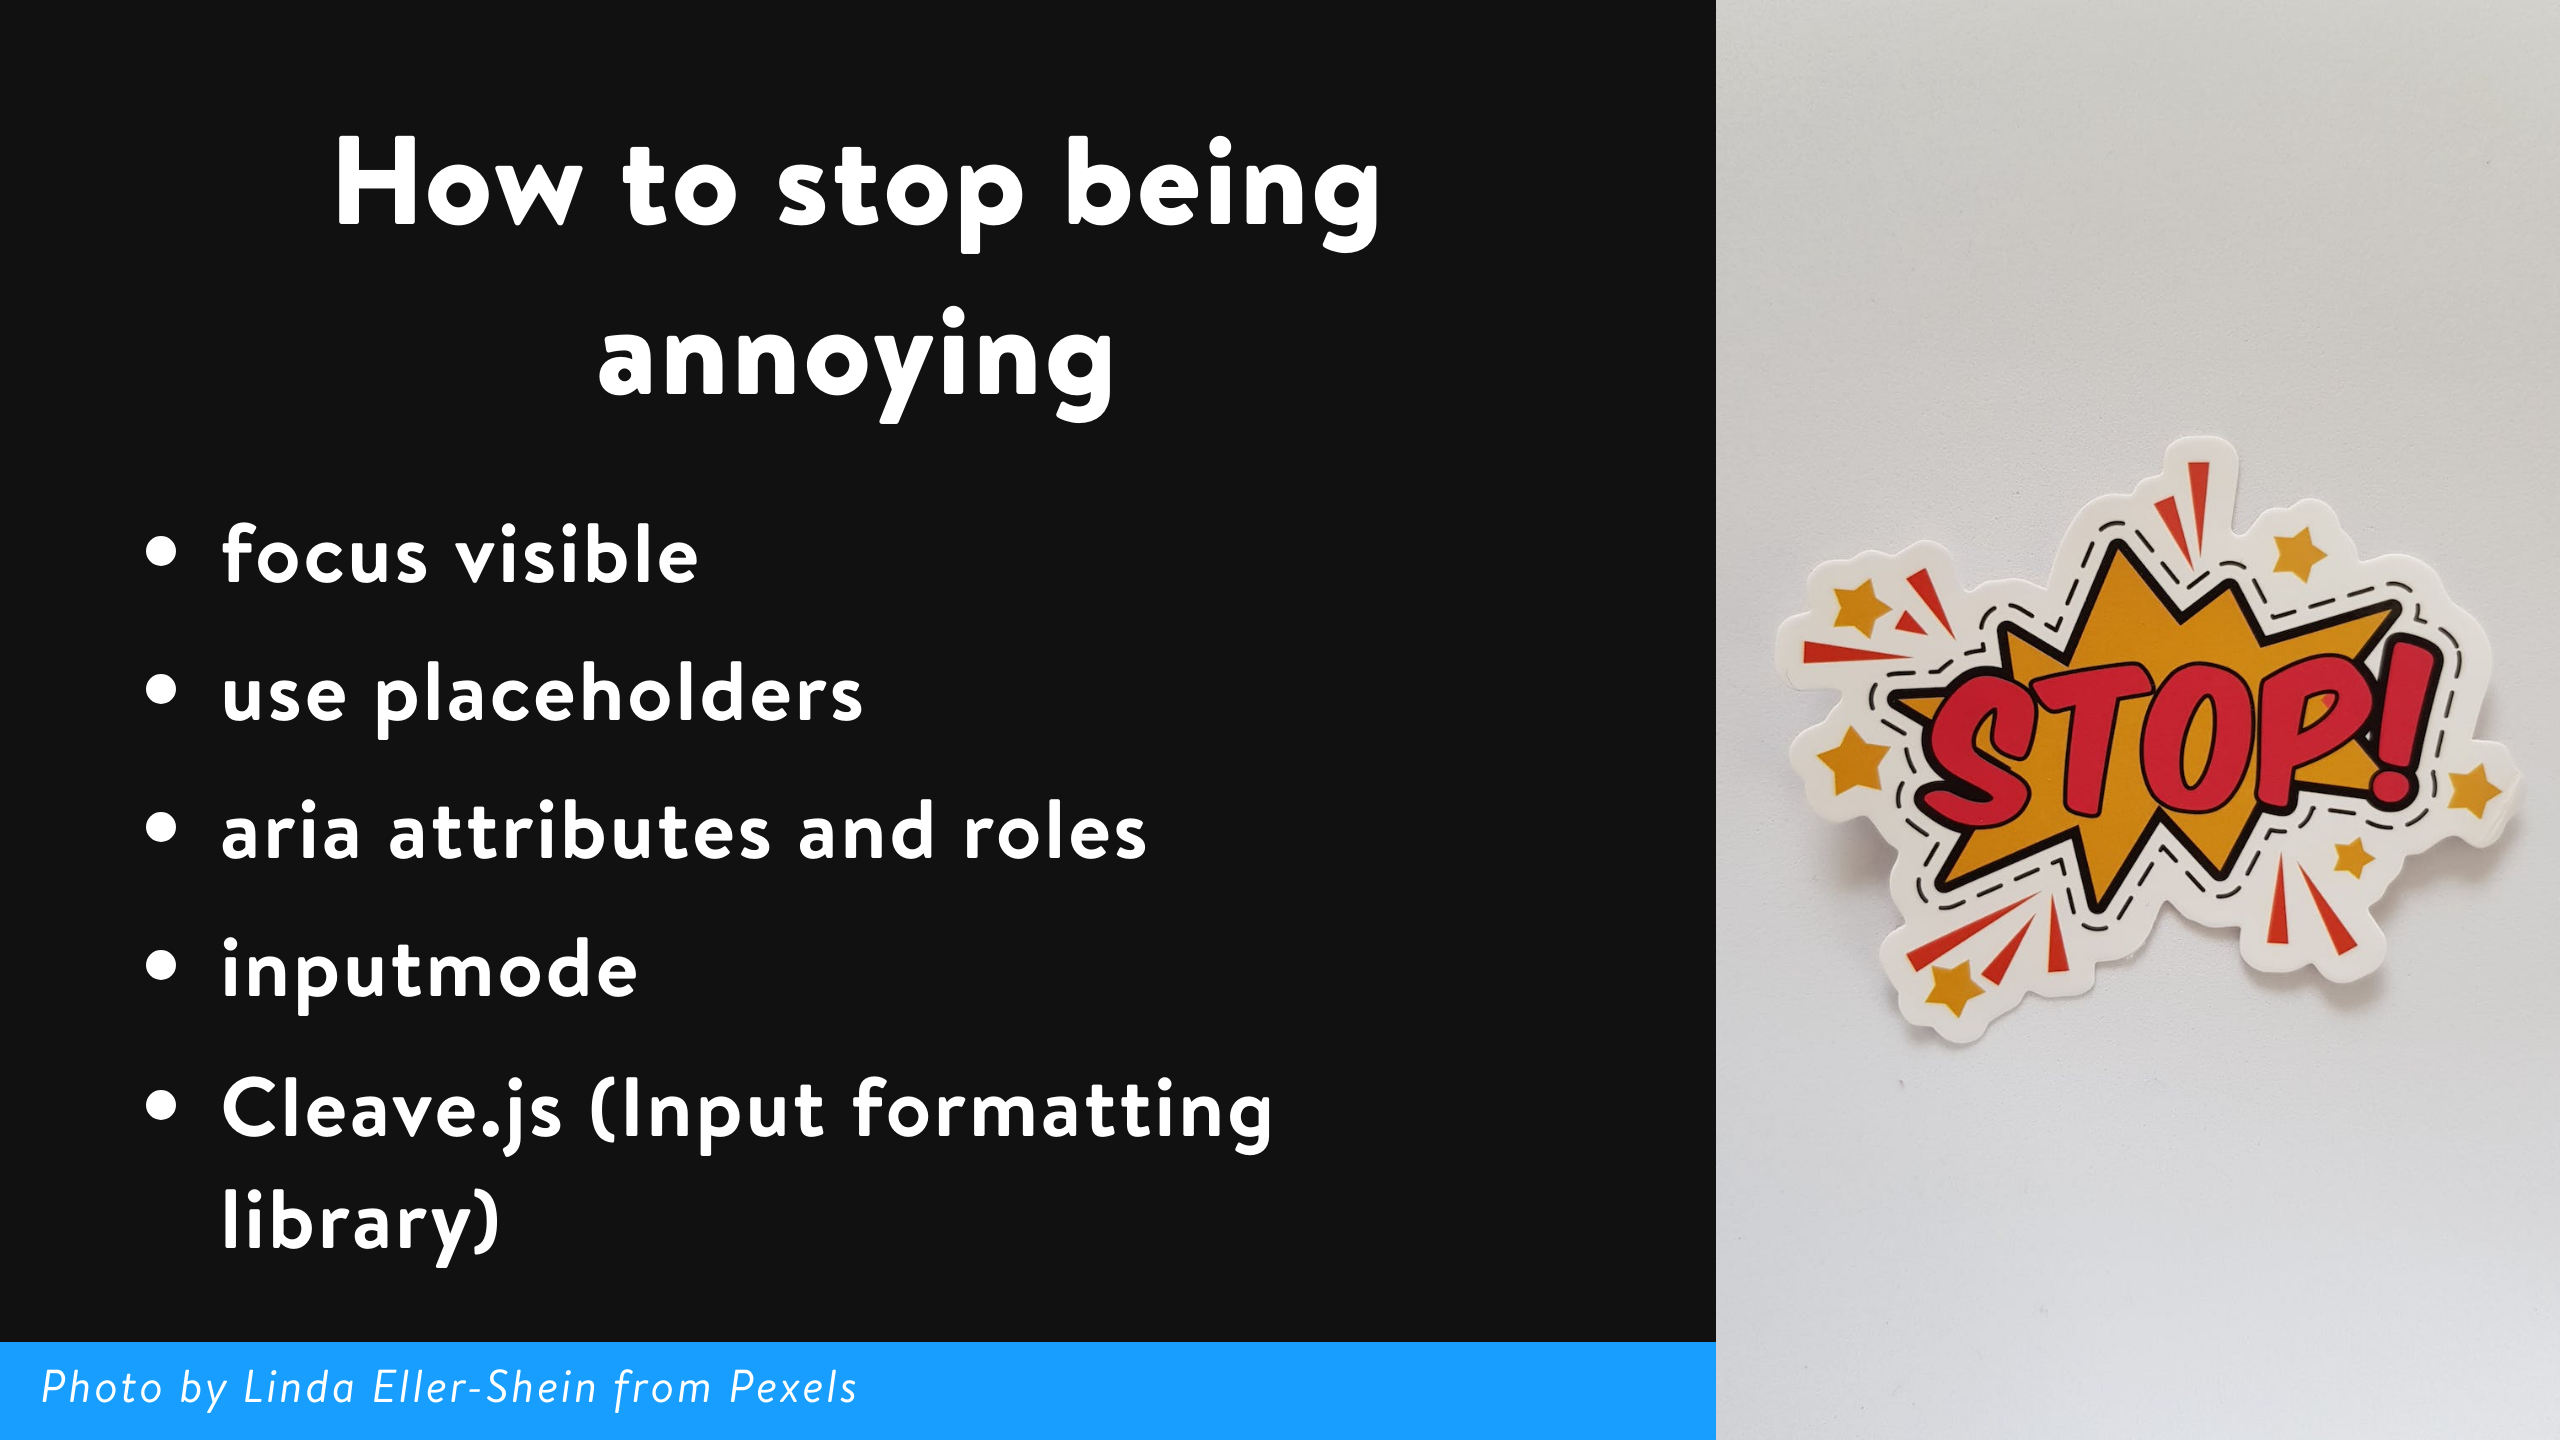 How to stop being
annoying
• focus visible
• use placeholders
• aria attributes and roles
• inputmode
• Cleave.js (Input formatting
library)
Photo by Linda Eller-Shein from Pexels
STOP!